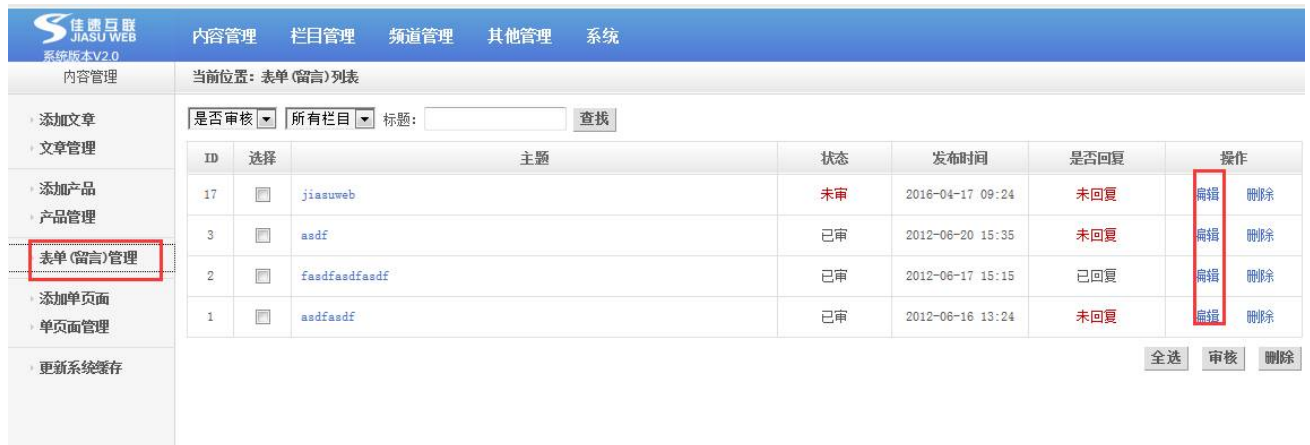 佳速互联
JIASU WEB
系统版本V2.0
内容管理 栏目管理 频道管理 其他管理 系统
内容管理
当前位置：表单(留言)列表
添加文章
文章管理
添加产品
产品管理
表单(留言)管理
添加单页面
单页面管理
更新系统缓存
是否审核 所有栏目 标题： 查找
ID 选择 主题 状态 发布时间 是否回复 操作
17 jiasuweb 未审 2016-04-17 09:24 未回复 编辑 删除
3 asdf 已审 2012-06-20 15:35 未回复 编辑 删除
2 fasdfasdfasdf 已审 2012-06-17 15:15 已回复 编辑 删除
1 asdfasdf 已审 2012-06-16 13:24 未回复 编辑 删除
全选 审核 删除